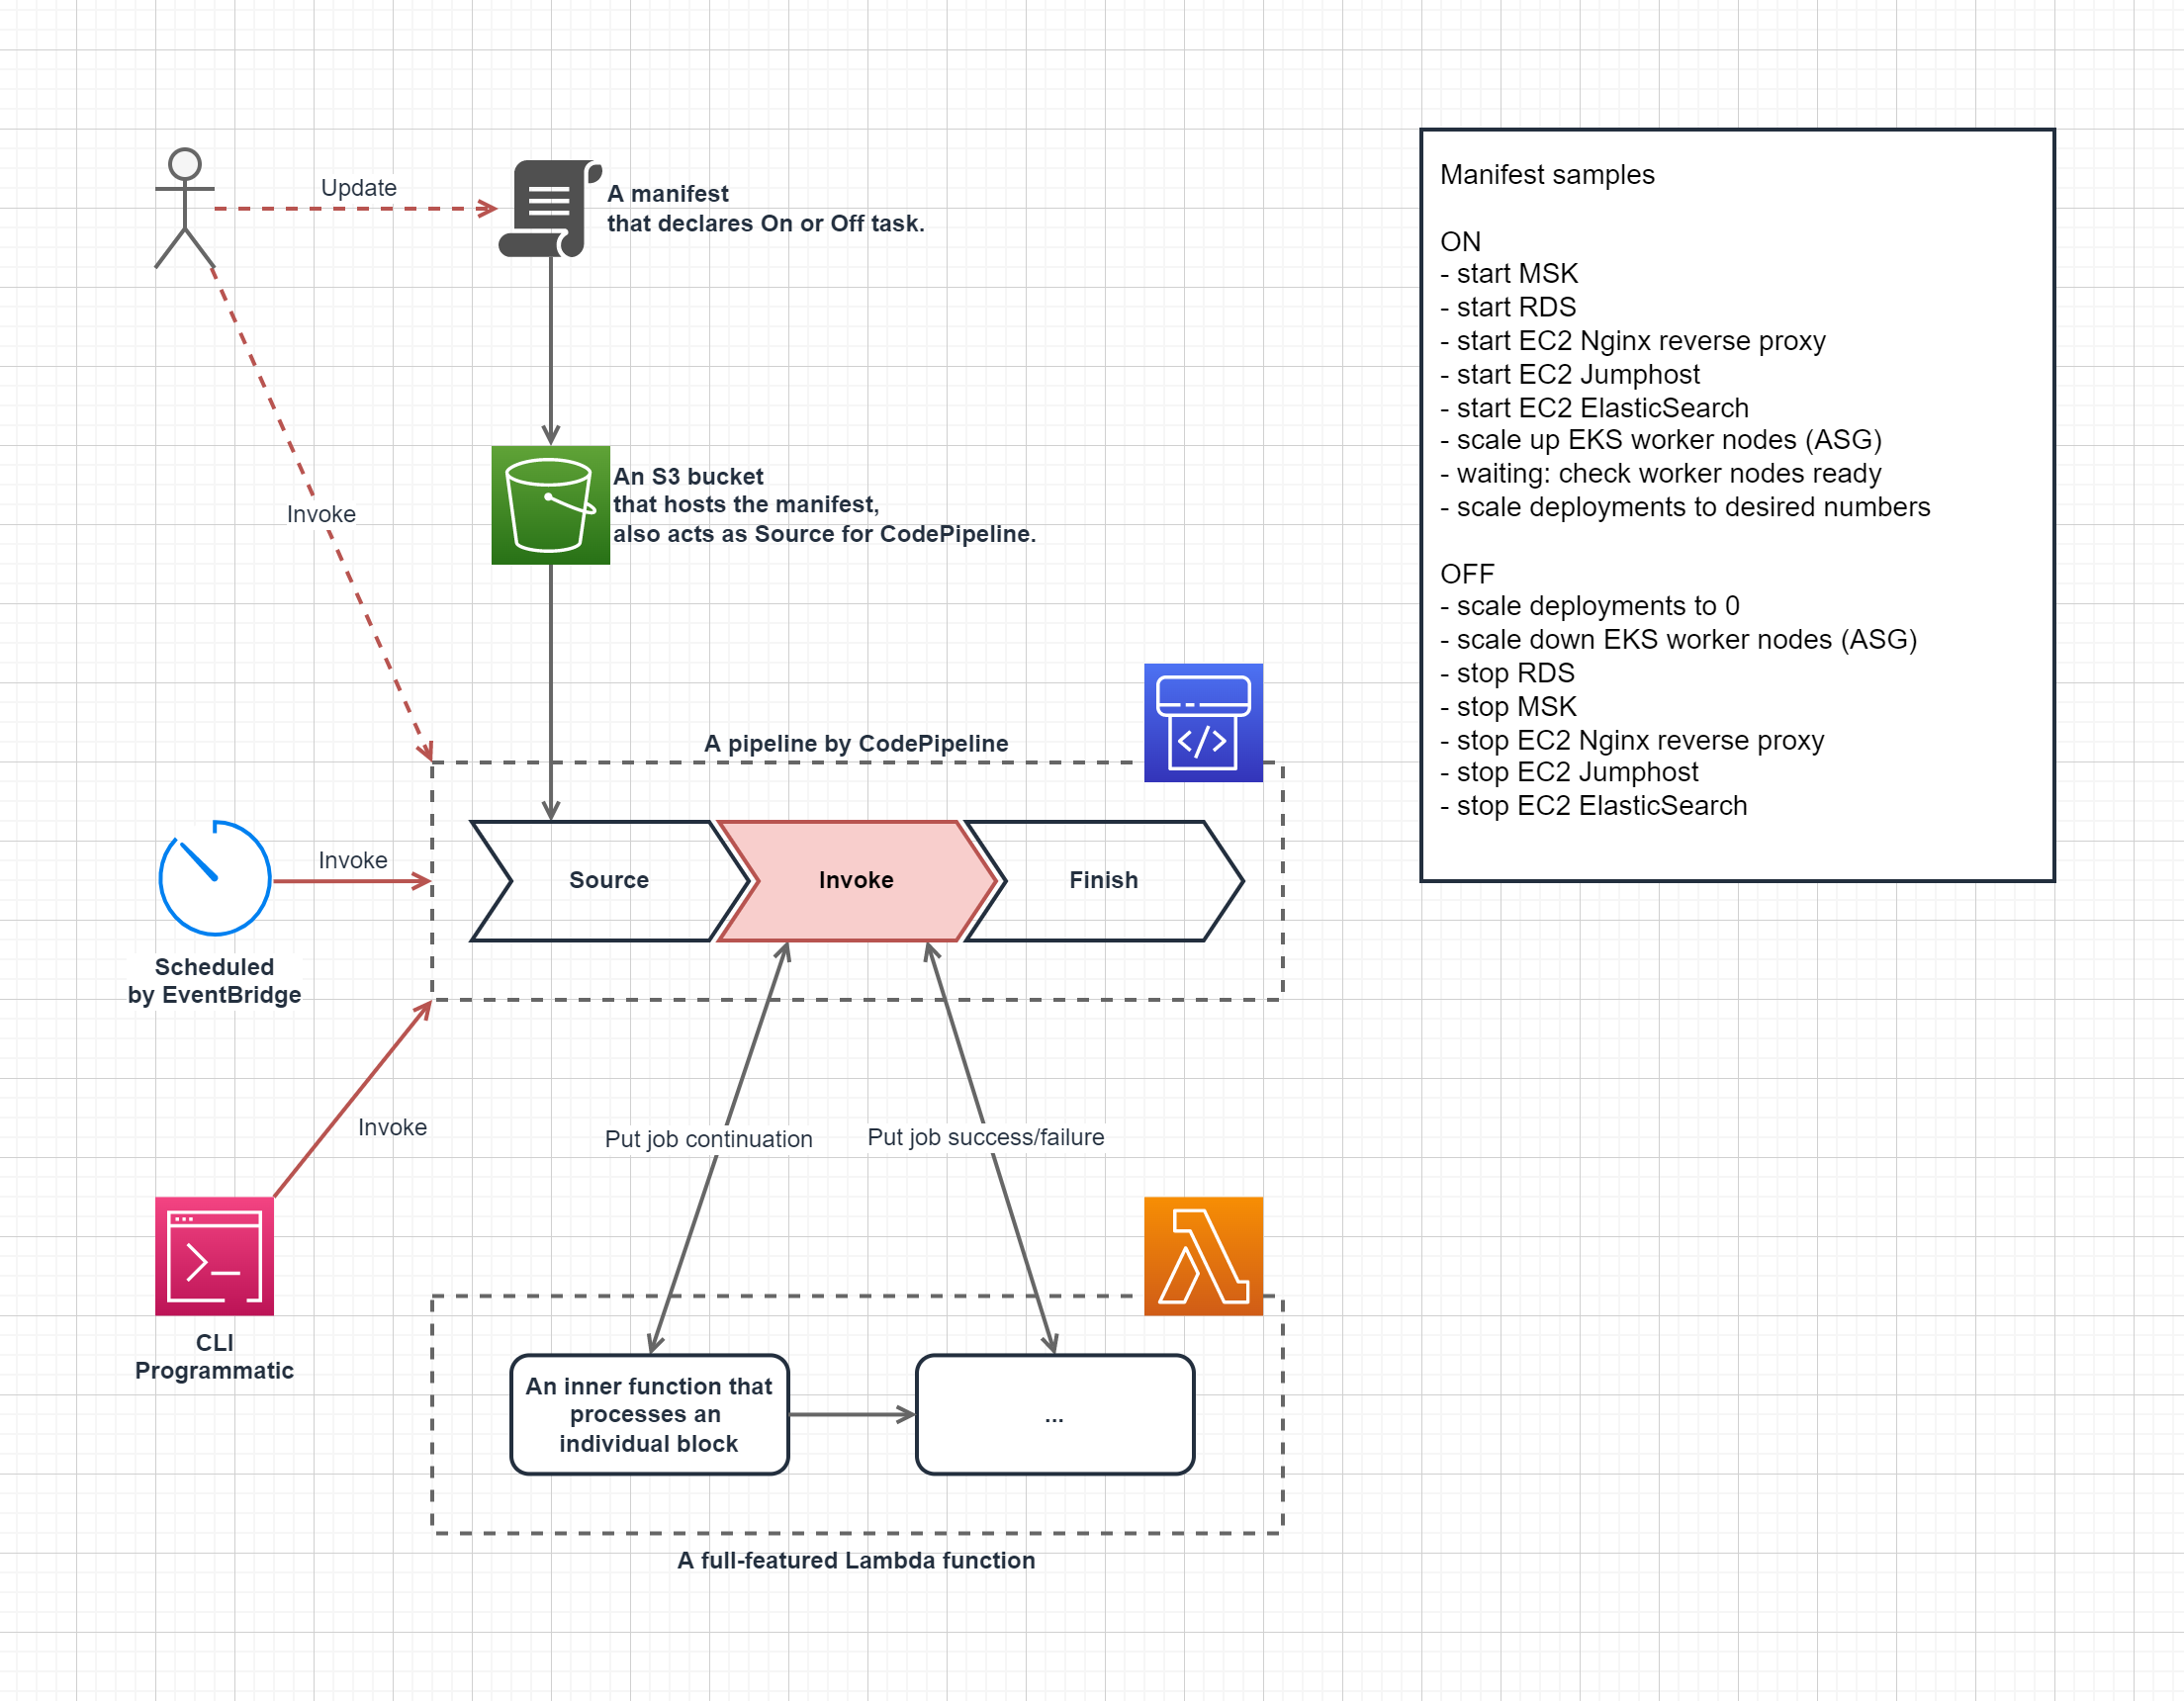 Update
A manifest
that declares On or Off task.
Invoke
An S3 bucket
that hosts the manifest,
also acts as Source for CodePipeline.
A pipeline by CodePipeline
Source
Invoke
Finish
Invoke
Scheduled
by EventBridge
Invoke
CLI
Programmatic
Put job continuation
Put job success/failure
An inner function that
processes an
individual block
...
A full-featured Lambda function
Manifest samples
ON
- start MSK
- start RDS
- start EC2 Nginx reverse proxy
- start EC2 Jumphost
- start EC2 ElasticSearch
- scale up EKS worker nodes (ASG)
- waiting: check worker nodes ready
- scale deployments to desired numbers
OFF
- scale deployments to 0
- scale down EKS worker nodes (ASG)
- stop RDS
- stop MSK
- stop EC2 Nginx reverse proxy
- stop EC2 Jumphost
- stop EC2 ElasticSearch